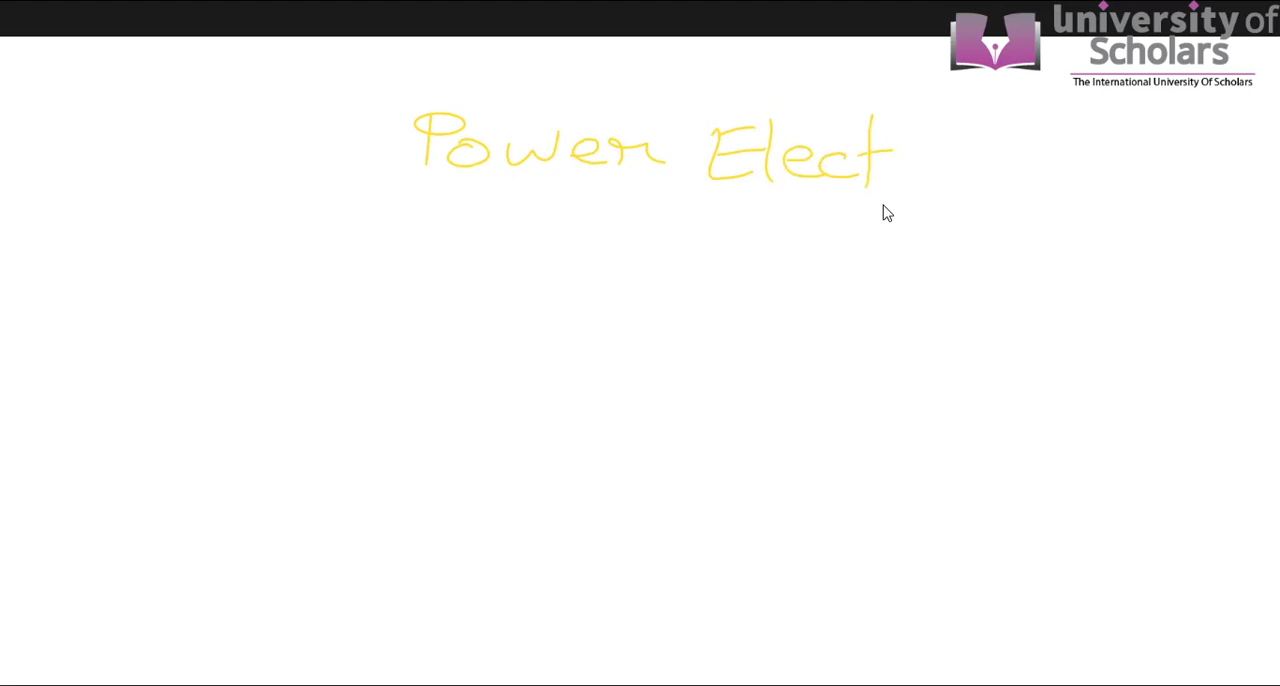 university of
Scholars
The International University Of Scholars
Power Elect